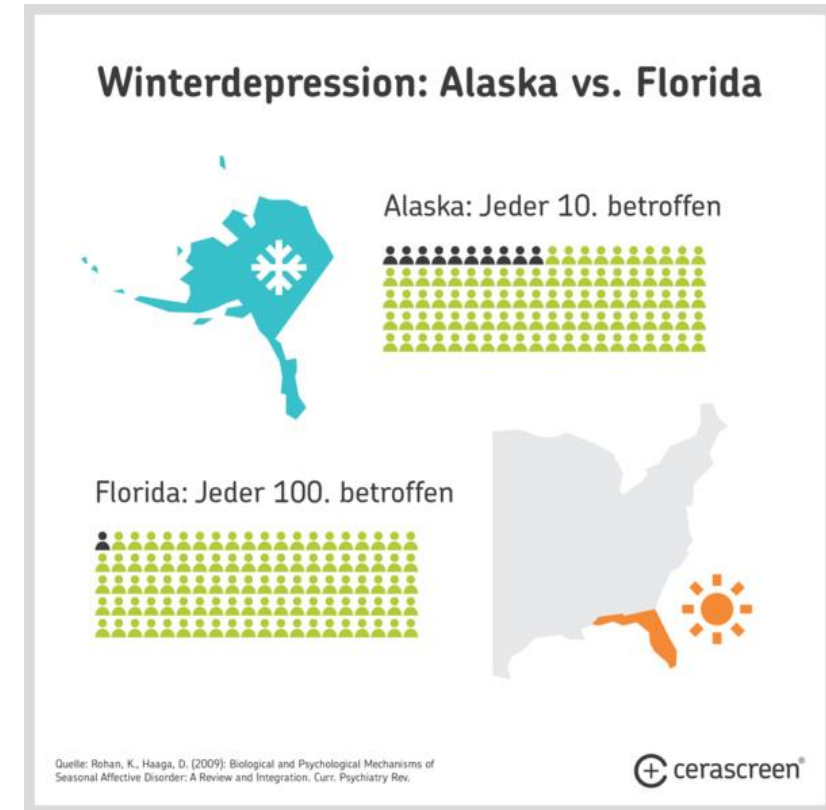 Winterdepression: Alaska vs. Florida
Alaska: Jeder 10. betroffen
Florida: Jeder 100. betroffen
Quelle: Rohan, K., Haaga, D. (2009): Biological and Psychological Mechanisms of
Seasonal Affective Disorder: A Review and Integration. Curr. Psychiatry Rev.
cerascreen®